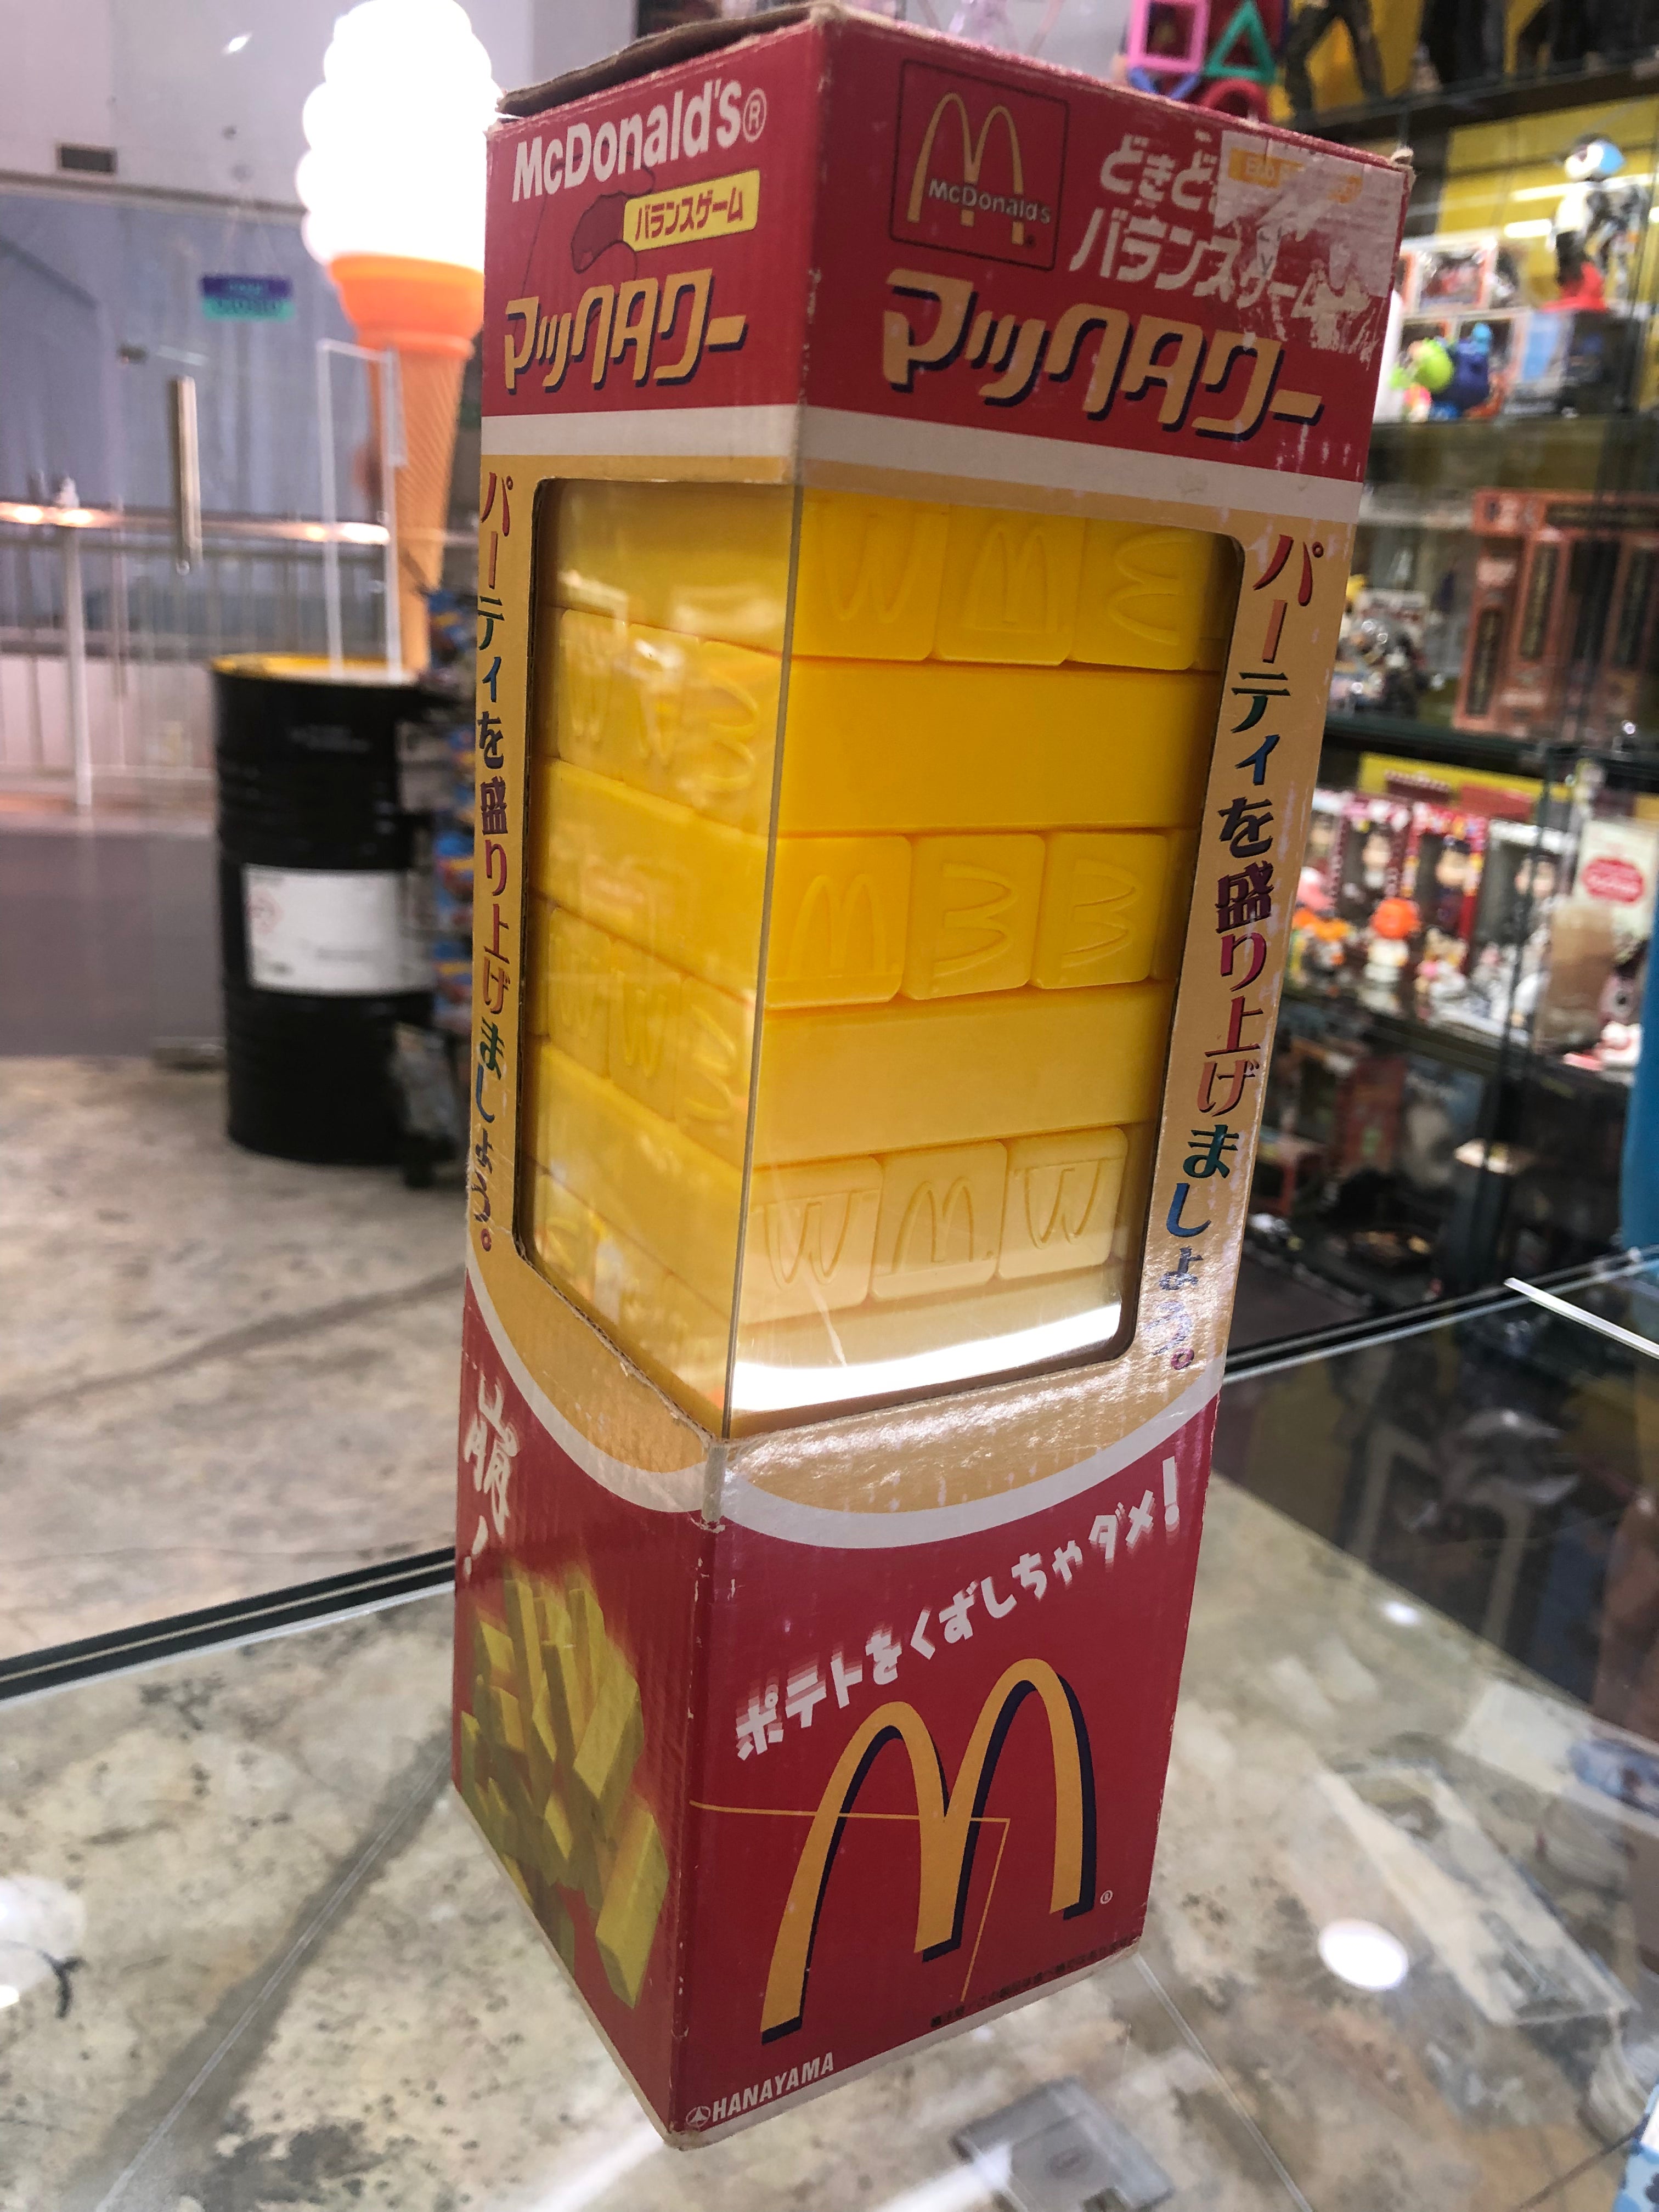 McDonald's®
バランスゲーム
マックタワー
パーティを盛り上げましょう。
崩
!
McDonald's
どきど
バランスゲーム
マックタワー
パーティを盛り上げましょう。
ポテトをくずしちゃダメ!
HANAYAMA